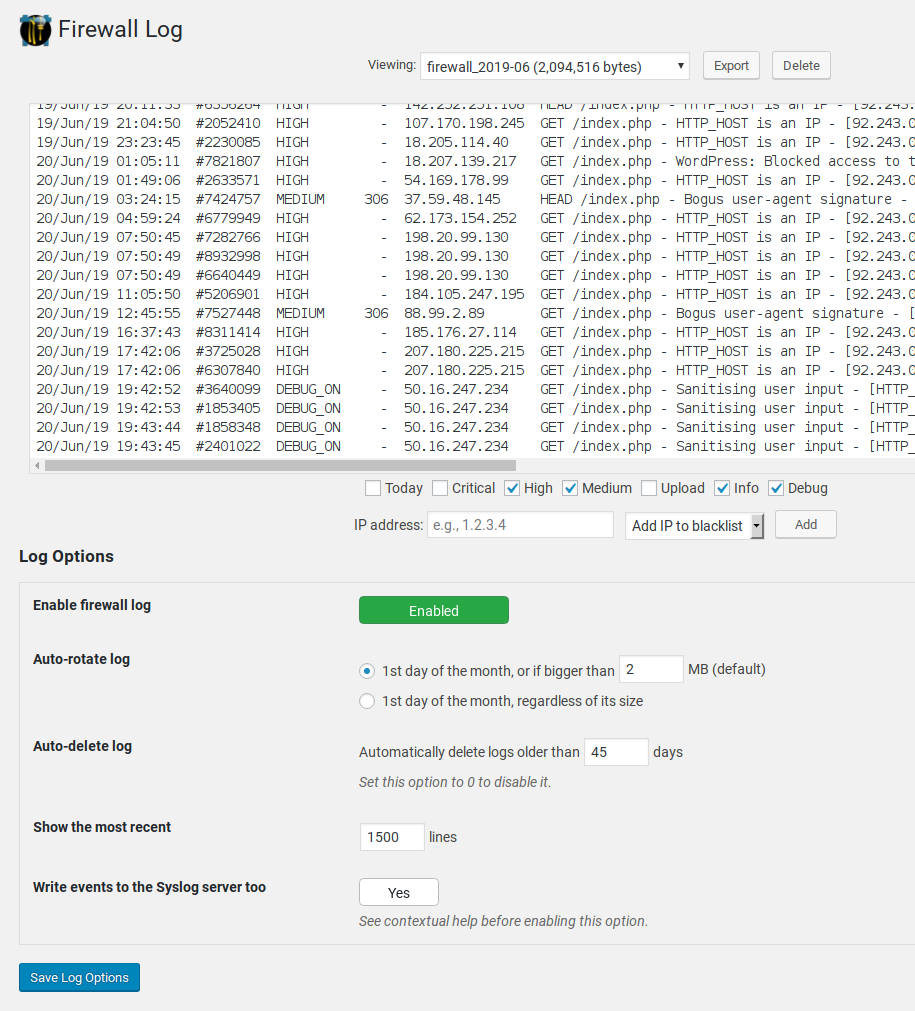 Firewall Log
Viewing: firewall_2019-06 (2,094,516 bytes) Export Delete
19/Jun/19 20:11:53 #6556264 HIGH - 142.252.251.108 HEAD /index.php - HTTP_HOST is an IP - [92.243.0
19/Jun/19 21:04:50 #2052410 HIGH - 107.170.198.245 GET /index.php - HTTP_HOST is an IP - [92.243.0
19/Jun/19 23:23:45 #2230085 HIGH - 18.205.114.40 GET /index.php - HTTP_HOST is an IP - [92.243.0
20/Jun/19 01:05:11 #7821807 HIGH - 18.207.139.217 GET /index.php - WordPress: Blocked access to t
20/Jun/19 01:49:06 #2633571 HIGH - 54.169.178.99 GET /index.php - HTTP_HOST is an IP - [92.243.0
20/Jun/19 03:24:15 #7424757 MEDIUM 306 37.59.48.145 HEAD /index.php - Bogus user-agent signature -
20/Jun/19 04:59:24 #6779949 HIGH - 62.173.154.252 GET /index.php - HTTP_HOST is an IP - [92.243.0
20/Jun/19 07:50:45 #7282766 HIGH - 198.20.99.130 GET /index.php - HTTP_HOST is an IP - [92.243.0
20/Jun/19 07:50:49 #8932998 HIGH - 198.20.99.130 GET /index.php - HTTP_HOST is an IP - [92.243.0
20/Jun/19 07:50:49 #6640449 HIGH - 198.20.99.130 GET /index.php - HTTP_HOST is an IP - [92.243.0
20/Jun/19 11:05:50 #5206901 HIGH - 184.105.247.195 GET /index.php - HTTP_HOST is an IP - [92.243.0
20/Jun/19 12:45:55 #7527448 MEDIUM 306 88.99.2.89 GET /index.php - Bogus user-agent signature - [
20/Jun/19 16:37:43 #8311414 HIGH - 185.176.27.114 GET /index.php - HTTP_HOST is an IP - [92.243.0
20/Jun/19 17:42:06 #3725028 HIGH - 207.180.225.215 GET /index.php - HTTP_HOST is an IP - [92.243.0
20/Jun/19 17:42:06 #6307840 HIGH - 207.180.225.215 GET /index.php - HTTP_HOST is an IP - [92.243.0
20/Jun/19 19:42:52 #3640099 DEBUG_ON - 50.16.247.234 GET /index.php - Sanitising user input - [HTTP_
20/Jun/19 19:42:53 #1853405 DEBUG_ON - 50.16.247.234 GET /index.php - Sanitising user input - [HTTP_
20/Jun/19 19:43:44 #1858348 DEBUG_ON - 50.16.247.234 GET /index.php - Sanitising user input - [HTTP_
20/Jun/19 19:43:45 #2401022 DEBUG_ON - 50.16.247.234 GET /index.php - Sanitising user input - [HTTP_
Today Critical High Medium Upload Info Debug
IP address: e.g., 1.2.3.4 Add IP to blacklist Add
Log Options
Enable firewall log Enabled
Auto-rotate log 1st day of the month, or if bigger than 2 MB (default)
1st day of the month, regardless of its size
Auto-delete log Automatically delete logs older than 45 days
Set this option to 0 to disable it.
Show the most recent 1500 lines
Write events to the Syslog server too Yes
See contextual help before enabling this option.
Save Log Options